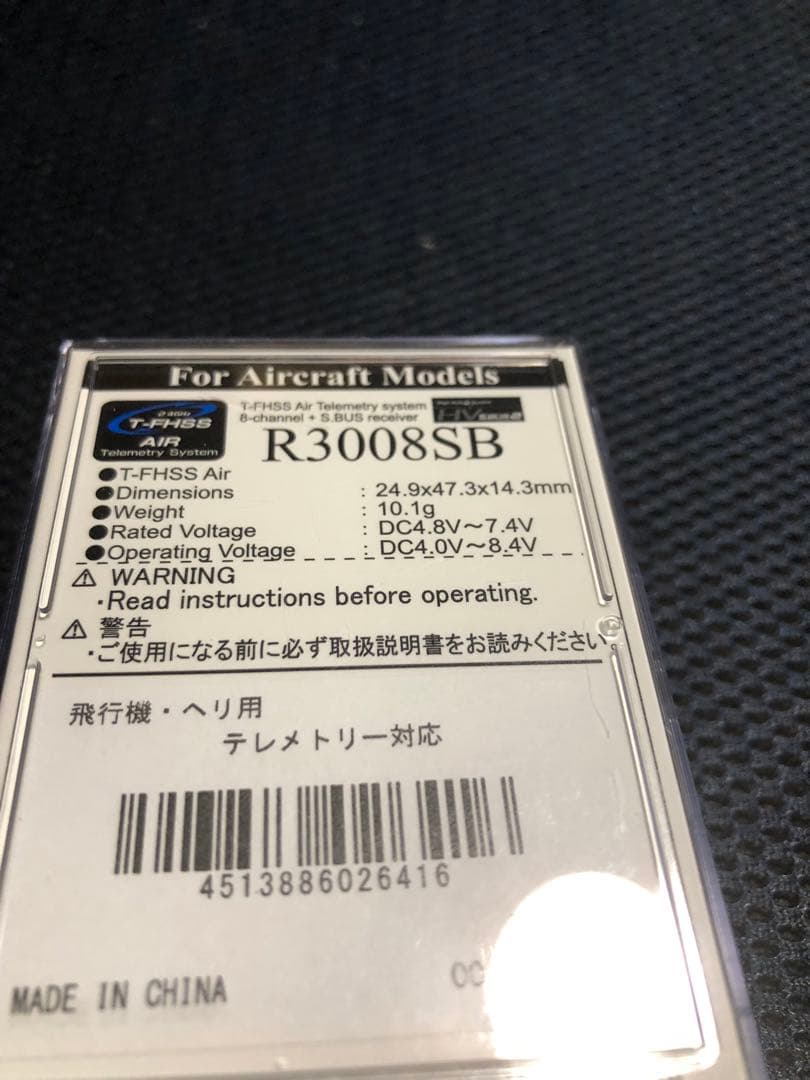 For Aircraft Models
2.4GHz
T-FHSS
AIR
Telemetry System
T-FHSS Air Telemetry system
8-channel + S.BUS receiver
HV
R3008SB
●T-FHSS Air
●Dimensions : 24.9x47.3x14.3mm
●Weight : 10.1g
●Rated Voltage : DC4.8V～7.4V
●Operating Voltage : DC4.0V～8.4V
⚠ WARNING
・Read instructions before operating.
⚠ 警告
・ご使用になる前に必ず取扱説明書をお読みください
飛行機・ヘリ用
テレメトリー対応
4513886026416
MADE IN CHINA